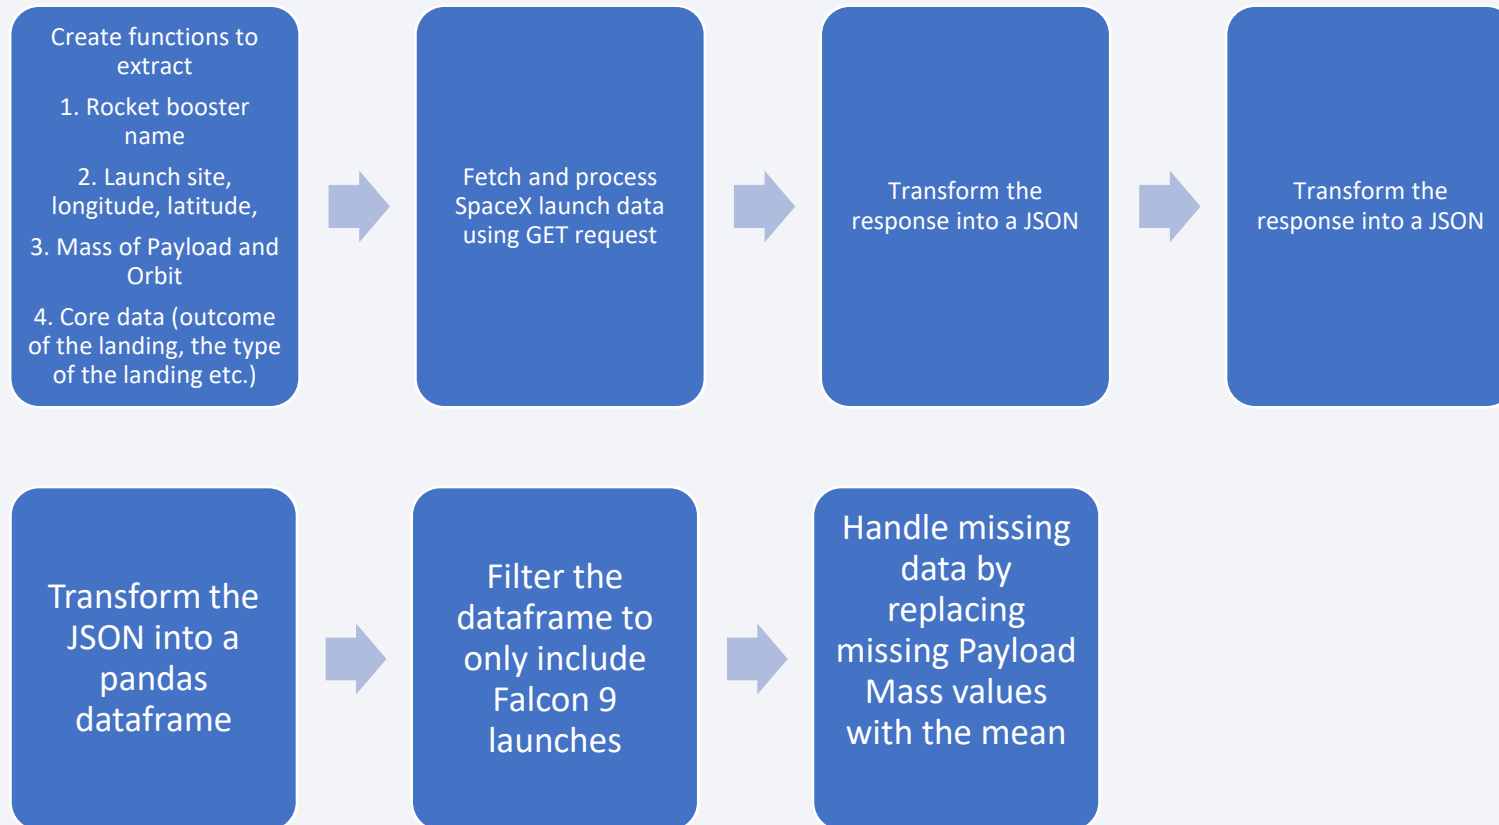 Create functions to
extract
1. Rocket booster
name
2. Launch site,
longitude, latitude,
3. Mass of Payload and
Orbit
4. Core data (outcome
of the landing, the type
of the landing etc.)
Fetch and process
SpaceX launch data
using GET request
Transform the
response into a JSON
Transform the
response into a JSON
Transform the
JSON into a
pandas
dataframe
Filter the
dataframe to
only include
Falcon 9
launches
Handle missing
data by
replacing
missing Payload
Mass values
with the mean